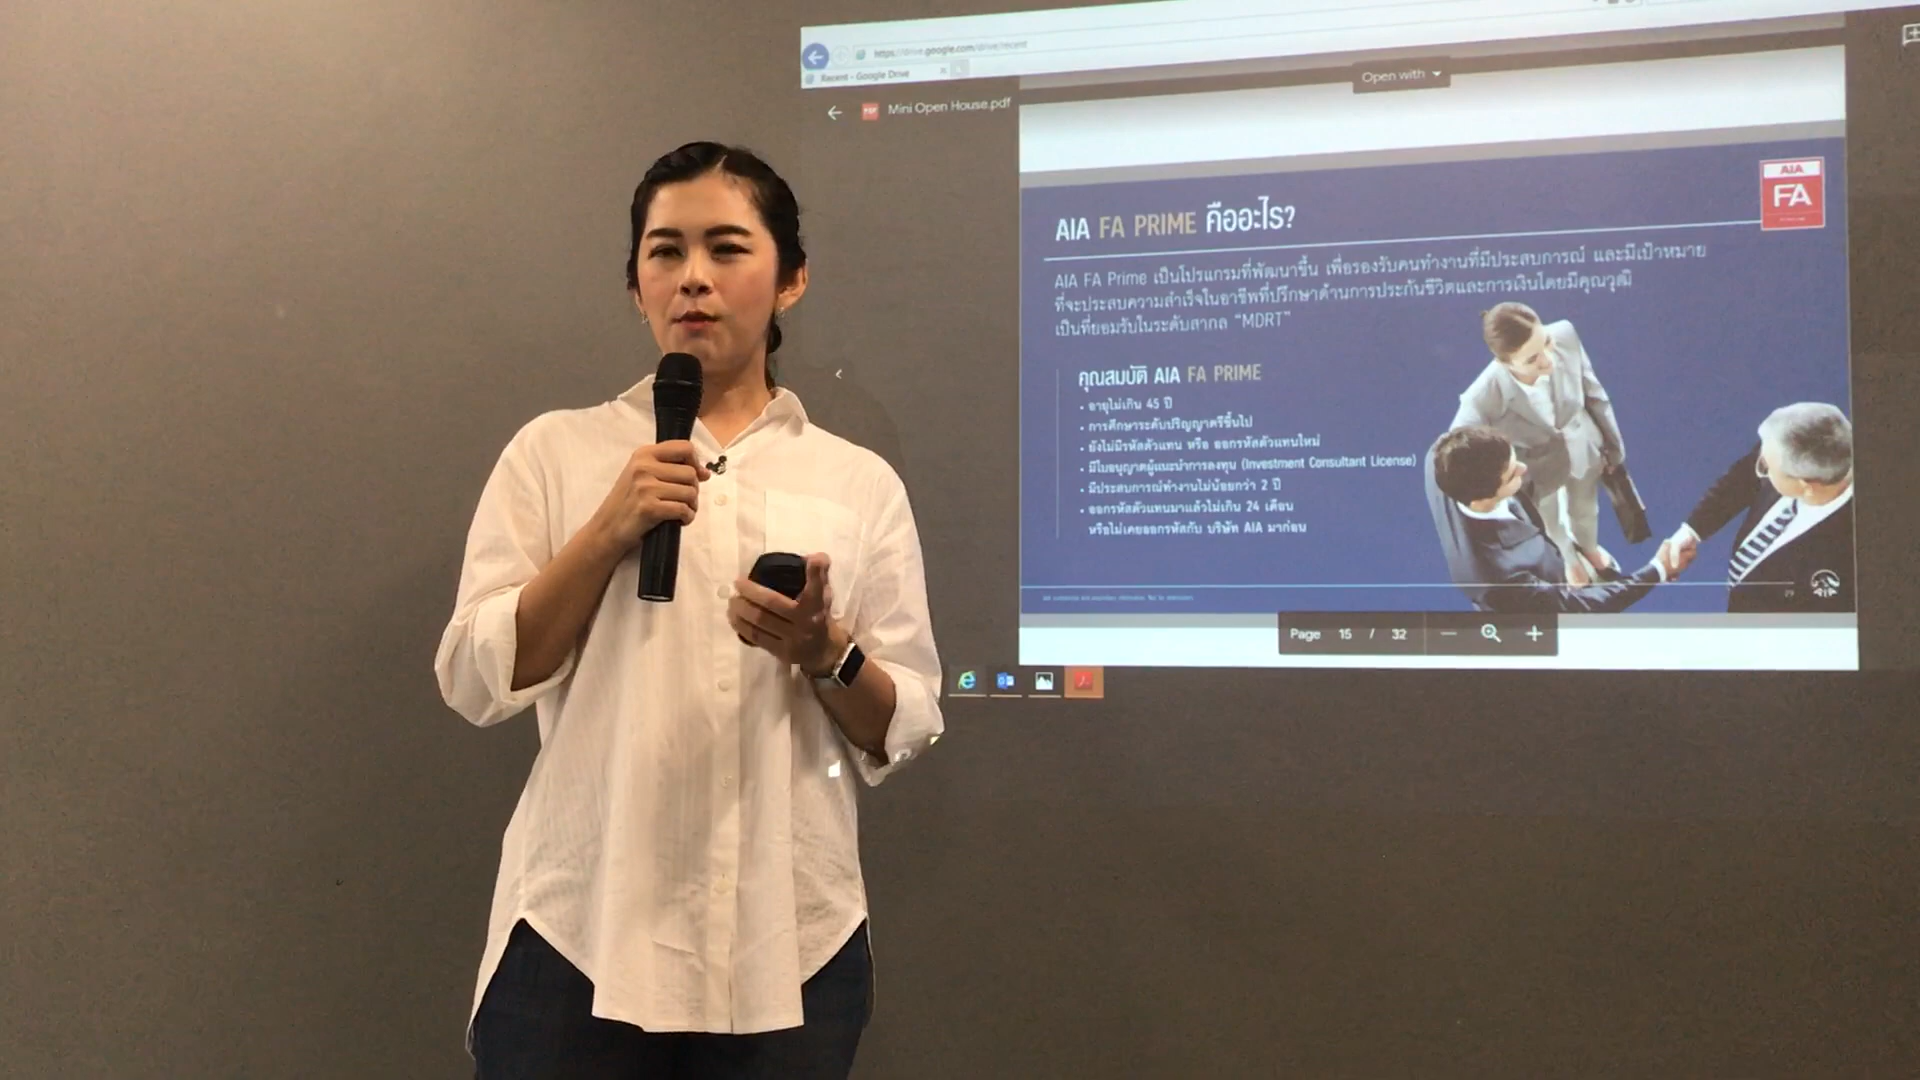 https://drive.google.com/drive/recent
Recent - Google Drive
Open with
Mini Open House.pdf
PDF
AIA
FA
AIA FA PRIME คืออะไร?
AIA FA Prime เป็นโปรแกรมที่พัฒนาขึ้น เพื่อรองรับคนทำงานที่มีประสบการณ์ และมีเป้าหมาย
ที่จะประสบความสำเร็จในอาชีพที่ปรึกษาด้านการประกันชีวิตและการเงินโดยมีคุณวุฒิ
เป็นที่ยอมรับในระดับสากล “MDRT”
คุณสมบัติ AIA FA PRIME
• อายุไม่เกิน 45 ปี
• การศึกษาระดับปริญญาตรีขึ้นไป
• ยังไม่มีรหัสตัวแทน หรือ ออกรหัสตัวแทนใหม่
• มีใบอนุญาตผู้แนะนำการลงทุน (Investment Consultant License)
• มีประสบการณ์ทำงานไม่น้อยกว่า 2 ปี
• ออกรหัสตัวแทนมาแล้วไม่เกิน 24 เดือน
หรือไม่เคยออกรหัสกับ บริษัท AIA มาก่อน
AIA
Page 15 / 32